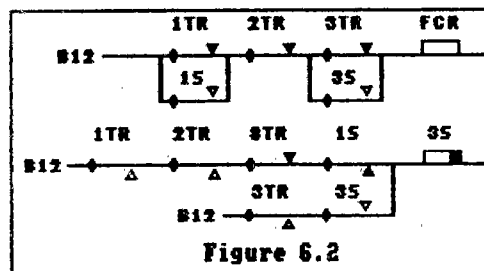 1TR 2TR 3TR FCR
B12
1S 3S
1TR 2TR 3TR 1S 3S
B12
3TR 3S
B12
Figure 6.2